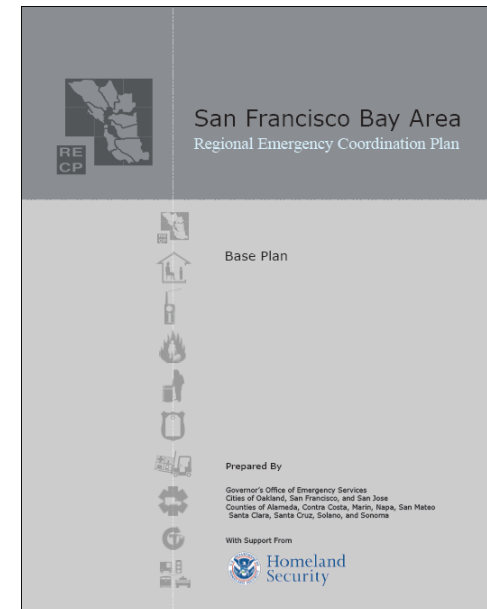 RE
CP
San Francisco Bay Area
Regional Emergency Coordination Plan
RE
CP
Base Plan
Prepared By
Governor's Office of Emergency Services
Cities of Oakland, San Francisco, and San Jose
Counties of Alameda, Contra Costa, Marin, Napa, San Mateo
Santa Clara, Santa Cruz, Solano, and Sonoma
With Support From
Homeland
Security